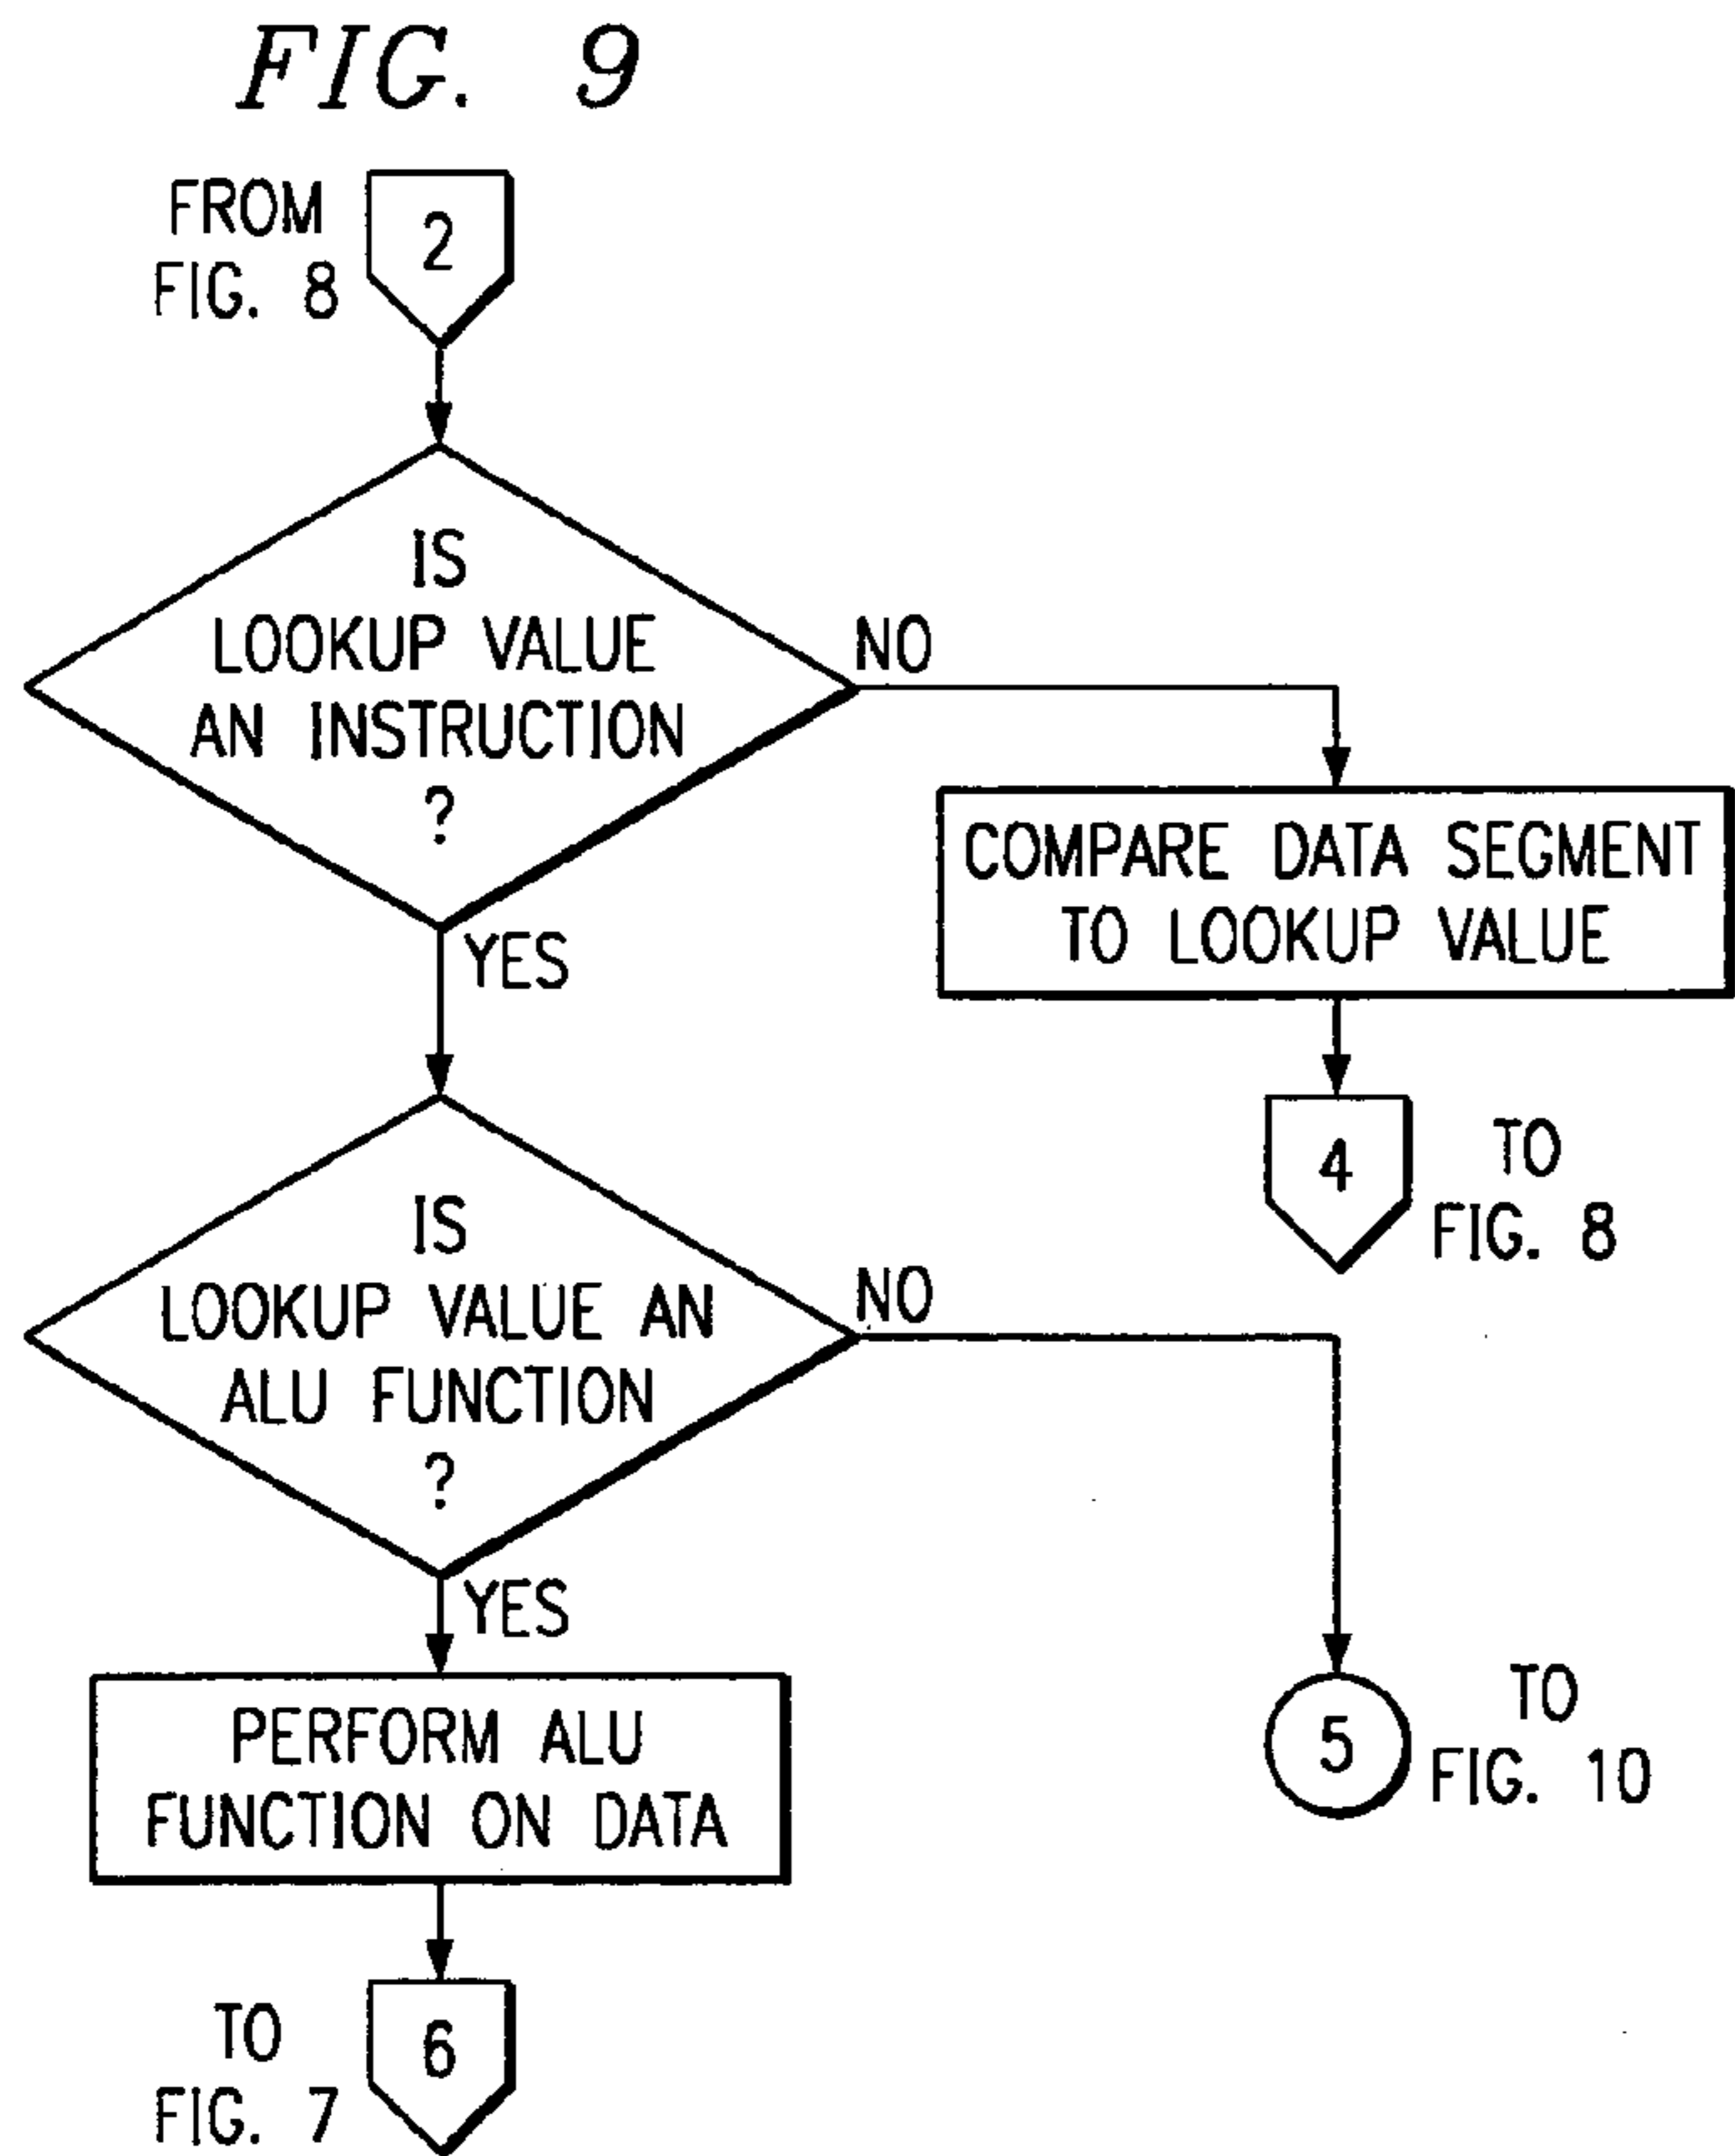 FIG. 9
FROM
FIG. 8
2
IS
LOOKUP VALUE
AN INSTRUCTION
?
NO
YES
COMPARE DATA SEGMENT
TO LOOKUP VALUE
4
TO
FIG. 8
IS
LOOKUP VALUE AN
ALU FUNCTION
?
NO
YES
PERFORM ALU
FUNCTION ON DATA
5
TO
FIG. 10
TO
FIG. 7
6